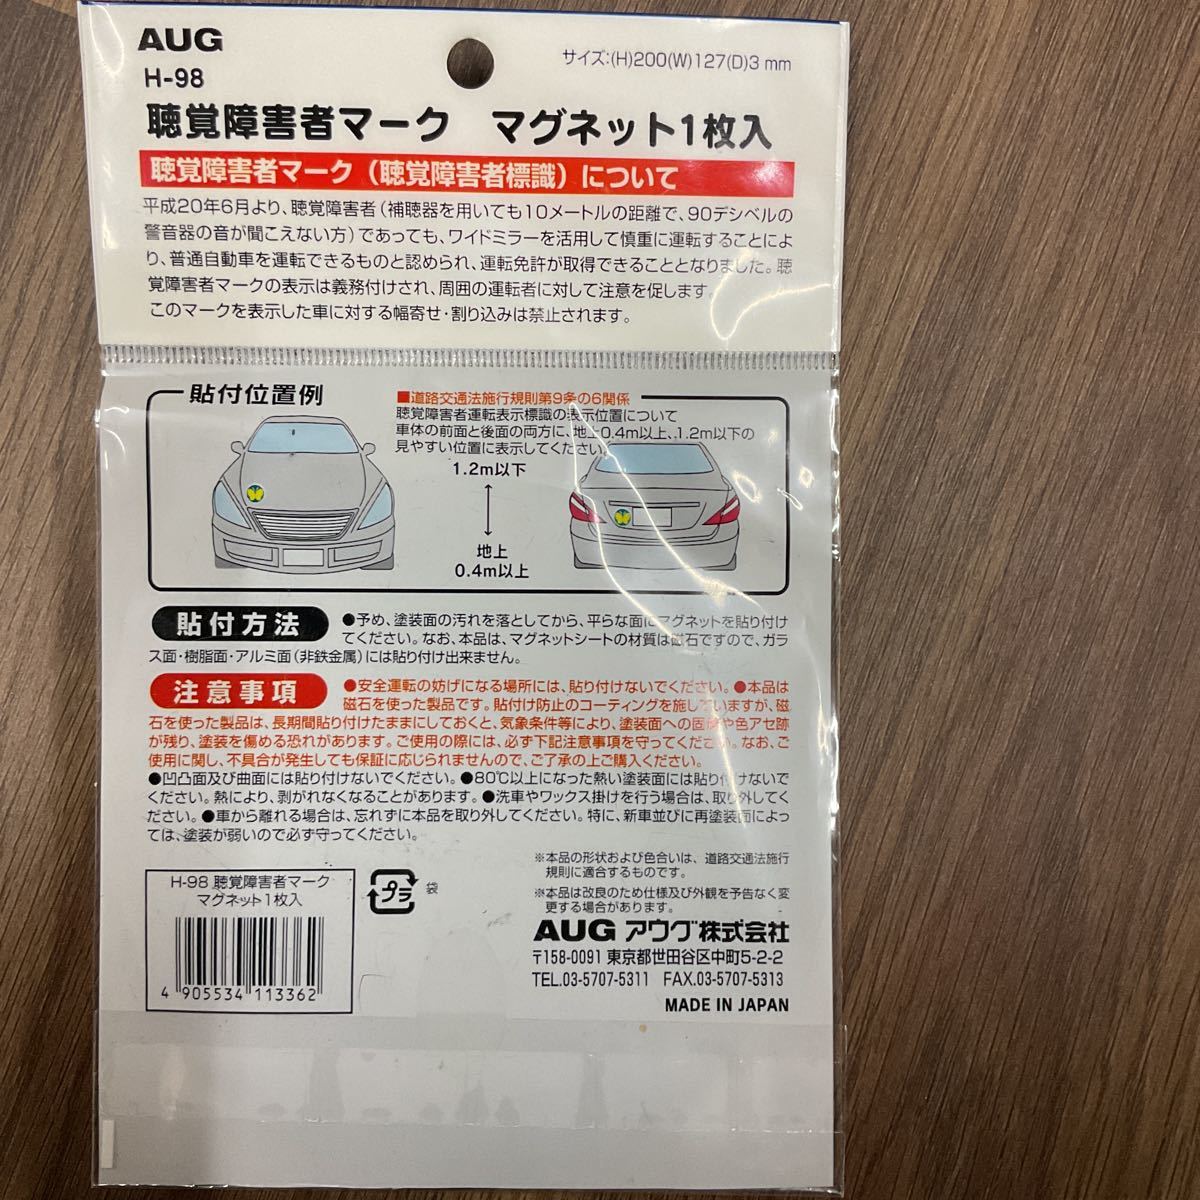 AUG
H-98
サイズ:(H)200(W)127(D)3 mm
聴覚障害者マーク マグネット1枚入
聴覚障害者マーク(聴覚障害者標識)について
平成20年6月より、聴覚障害者(補聴器を用いても10メートルの距離で、90デシベルの
警音器の音が聞こえない方)であっても、ワイドミラーを活用して慎重に運転することによ
り、普通自動車を運転できるものと認められ、運転免許が取得できることとなりました。聴
覚障害者マークの表示は義務付けされ、周囲の運転者に対して注意を促します。
このマークを表示した車に対する幅寄せ・割り込みは禁止されます。
貼付位置例
■道路交通法施行規則第9条の6関係
聴覚障害者運転表示標識の表示位置について
車体の前面と後面の両方に、地上0.4m以上、1.2m以下の
見やすい位置に表示してください。
1.2m以下
地上
0.4m以上
貼付方法
●予め、塗装面の汚れを落としてから、平らな面にマグネットを貼り付け
てください。なお、本品は、マグネットシートの材質は磁石ですので、ガラ
ス面・樹脂面・アルミ面(非鉄金属)には貼り付け出来ません。
注意事項
●安全運転の妨げになる場所には、貼り付けないでください。●本品は
磁石を使った製品です。貼付け防止のコーティングを施していますが、磁
石を使った製品は、長期間貼り付けたままにしておくと、気象条件等により、塗装面への固着や色アセ跡
が残り、塗装を傷める恐れがあります。ご使用の際には、必ず下記注意事項を守ってください。なお、ご
使用に関し、不具合が発生しても保証に応じられませんので、ご了承の上ご購入ください。
●凹凸面及び曲面には貼り付けないでください。●80℃以上になった熱い塗装面には貼り付けないで
ください。熱により、剥がれなくなることがあります。●洗車やワックス掛けを行う場合は、取り外してく
ださい。●車から離れる場合は、忘れずに本品を取り外してください。特に、新車並びに再塗装面によっ
ては、塗装が弱いので必ず守ってください。
※本品の形状および色合いは、道路交通法施行
規則に適合するものです。
※本品は改良のため仕様及び外観を予告なく変
更する場合があります。
H-98 聴覚障害者マーク
マグネット1枚入
4 905534 113362
プラ
袋
AUG アウグ株式会社
〒158-0091 東京都世田谷区中町5-2-2
TEL.03-5707-5311 FAX.03-5707-5313
MADE IN JAPAN